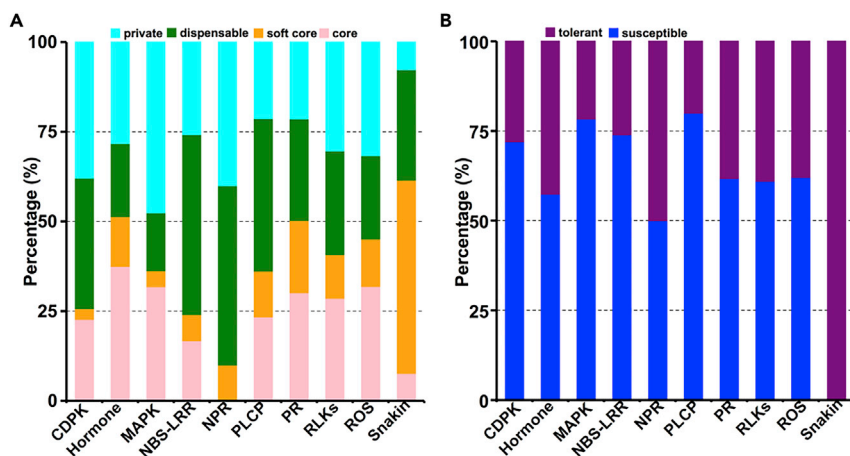 A
private dispensable soft core core
Percentage (%)
100
75
50
25
0
CDPK
Hormone
MAPK
NBS-LRR
NPR
PLCP
PR
RLKs
ROS
Snakin
B
tolerant susceptible
Percentage (%)
100
75
50
25
0
CDPK
Hormone
MAPK
NBS-LRR
NPR
PLCP
PR
RLKs
ROS
Snakin